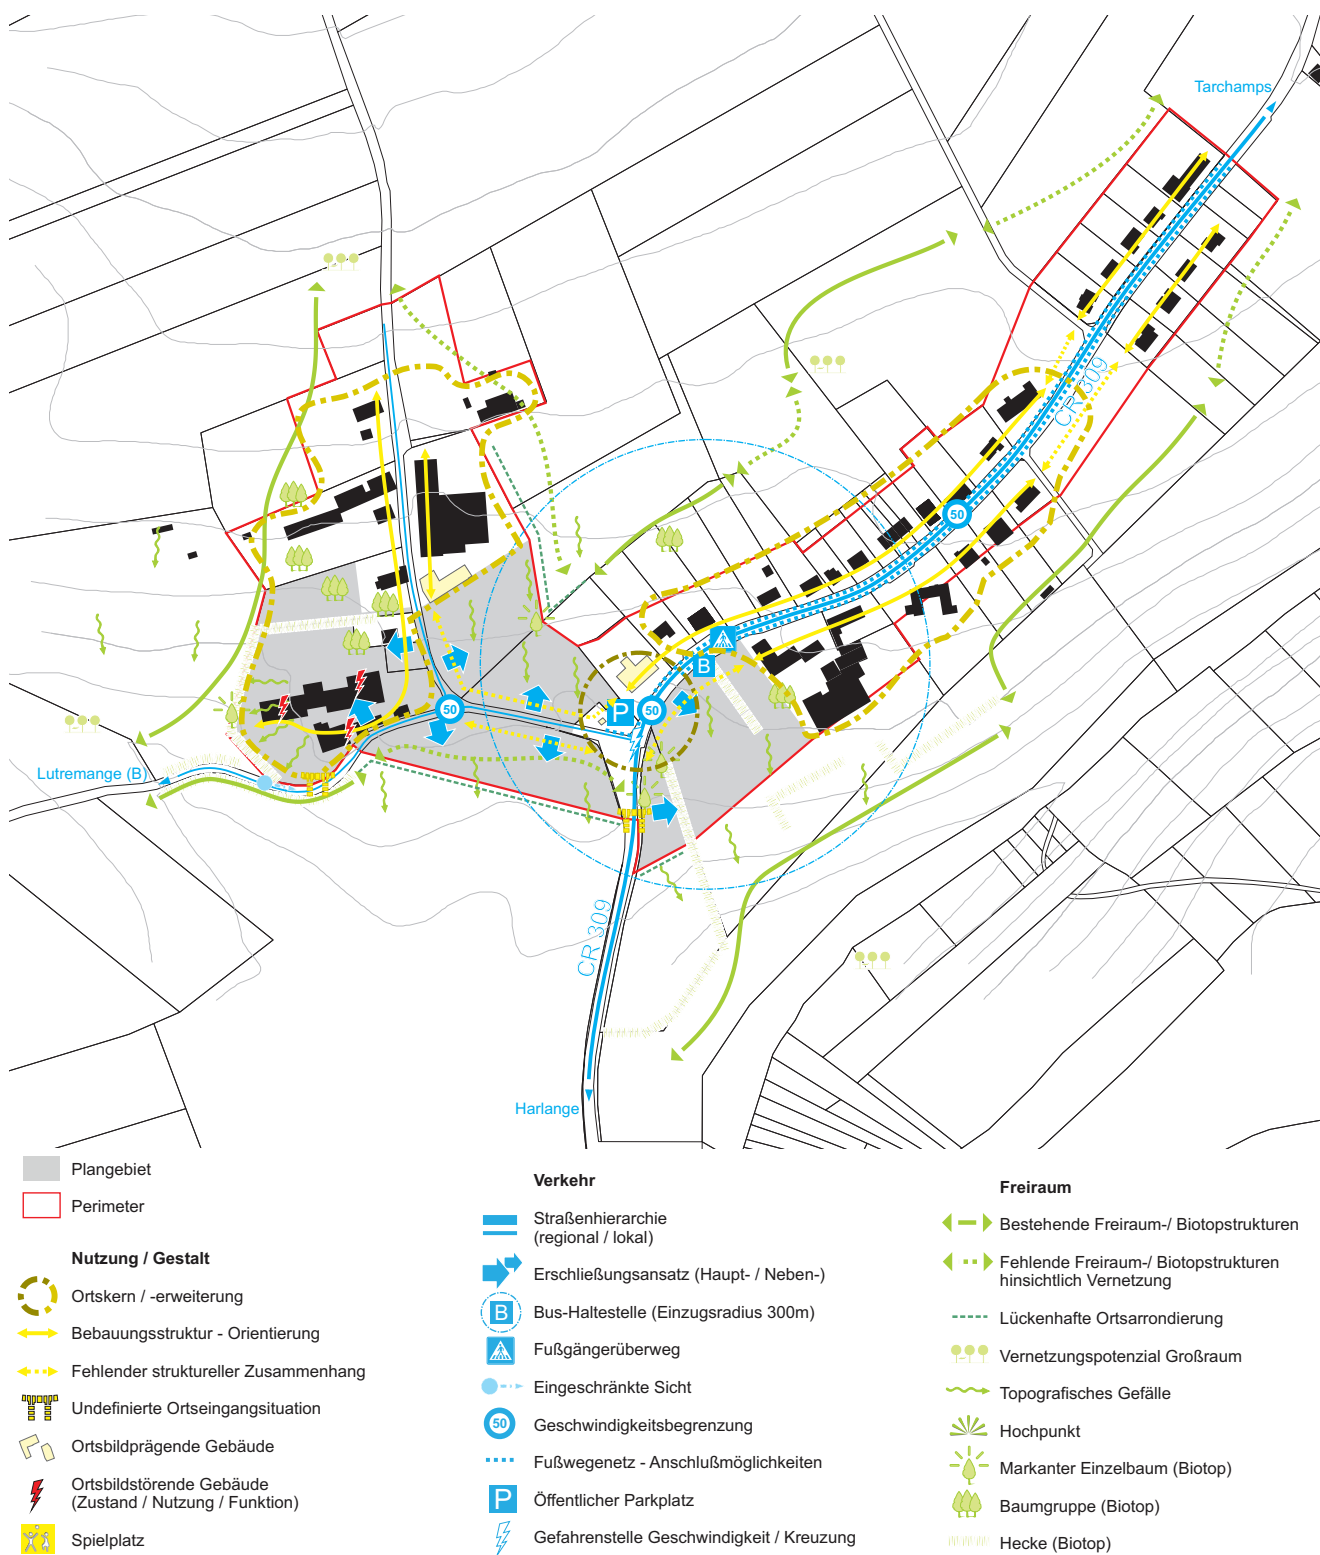 Tarchamps
CR 309
50
B
P
50
50
Lutremange (B)
CR 309
Harlange
Plangebiet
Perimeter
Nutzung / Gestalt
Ortskern / -erweiterung
Bebauungsstruktur - Orientierung
Fehlender struktureller Zusammenhang
Undefinierte Ortseingangsituation
Ortsbildprägende Gebäude
Ortsbildstörende Gebäude
(Zustand / Nutzung / Funktion)
Spielplatz
Verkehr
Straßenhierarchie
(regional / lokal)
Erschließungsansatz (Haupt- / Neben-)
B
Bus-Haltestelle (Einzugsradius 300m)
Fußgängerüberweg
Eingeschränkte Sicht
50
Geschwindigkeitsbegrenzung
Fußwegenetz - Anschlußmöglichkeiten
P
Öffentlicher Parkplatz
Gefahrenstelle Geschwindigkeit / Kreuzung
Freiraum
Bestehende Freiraum-/ Biotopstrukturen
Fehlende Freiraum-/ Biotopstrukturen
hinsichtlich Vernetzung
Lückenhafte Ortsarrondierung
Vernetzungspotenzial Großraum
Topografisches Gefälle
Hochpunkt
Markanter Einzelbaum (Biotop)
Baumgruppe (Biotop)
Hecke (Biotop)